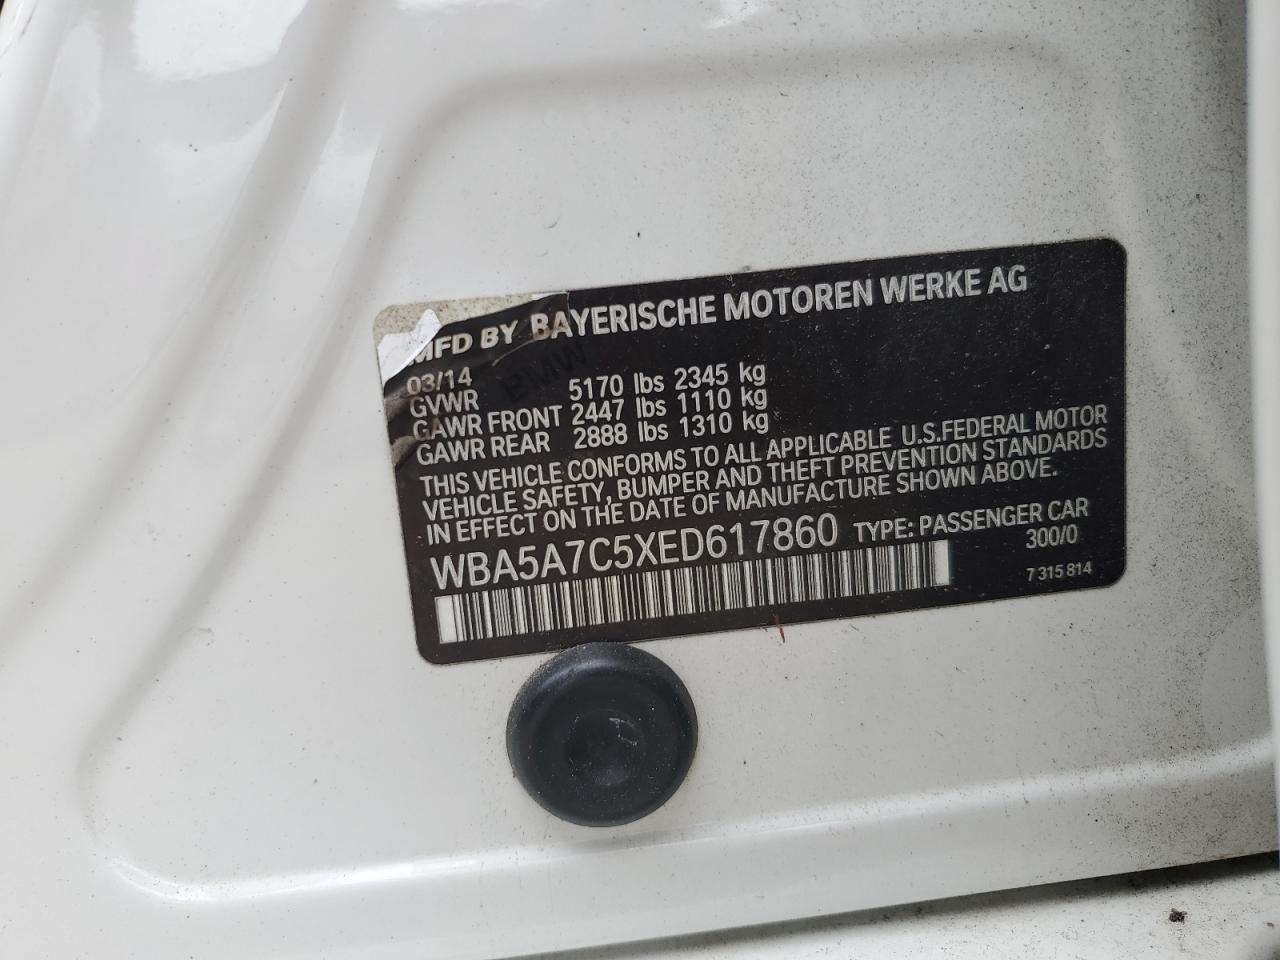 MFD BY BAYERISCHE MOTOREN WERKE AG
03/14
GVWR 5170 lbs 2345 kg
GAWR FRONT 2447 lbs 1110 kg
GAWR REAR 2888 lbs 1310 kg
THIS VEHICLE CONFORMS TO ALL APPLICABLE U.S.FEDERAL MOTOR
VEHICLE SAFETY, BUMPER AND THEFT PREVENTION STANDARDS
IN EFFECT ON THE DATE OF MANUFACTURE SHOWN ABOVE.
WBA5A7C5XED617860 TYPE: PASSENGER CAR
300/0
7 315 814
BMW